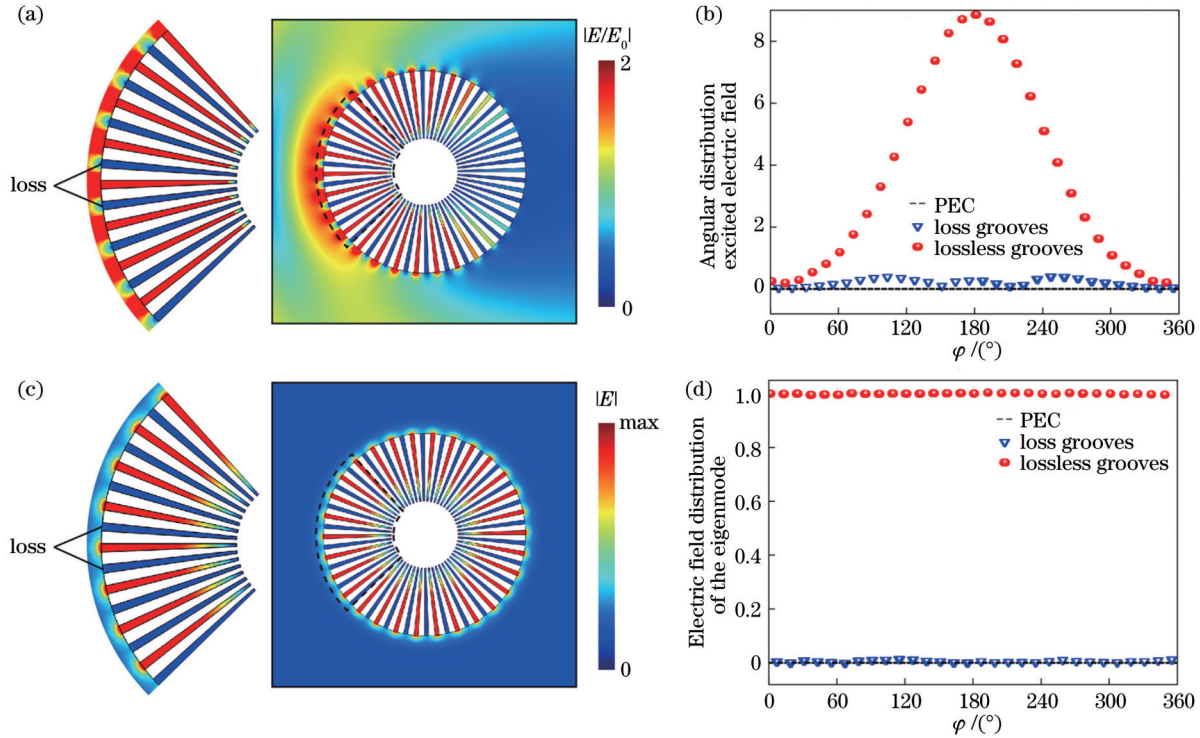 (a)
loss
|E/E₀|
2
0
(b)
Angular distribution
excited electric field
8
6
4
2
0
PEC
loss grooves
lossless grooves
0 60 120 180 240 300 360
φ /(°)
(c)
loss
|E|
max
0
(d)
Electric field distribution
of the eigenmode
1.0
0.8
0.6
0.4
0.2
0
PEC
loss grooves
lossless grooves
0 60 120 180 240 300 360
φ /(°)